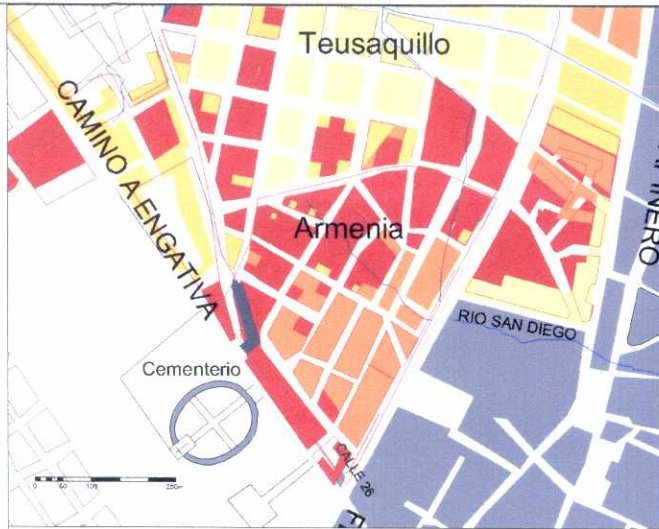 Teusaquillo
CAMINO A ENGATIVA
Armenia
RIO SAN DIEGO
Cementerio
CALLE 26